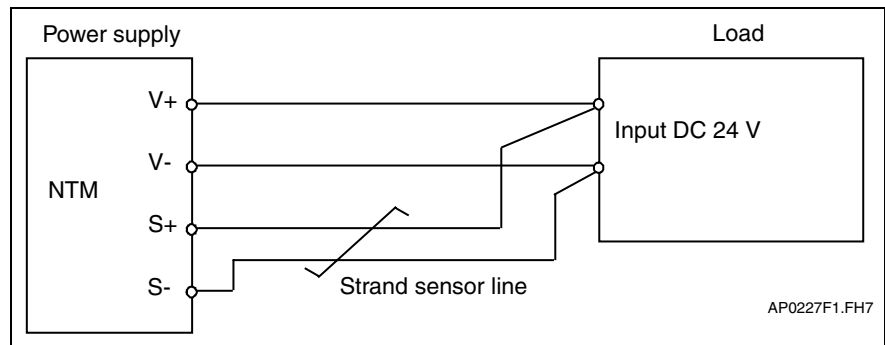 Power supply
Load
V+
Input DC 24 V
V-
NTM
S+
S-
Strand sensor line
AP0227F1.FH7